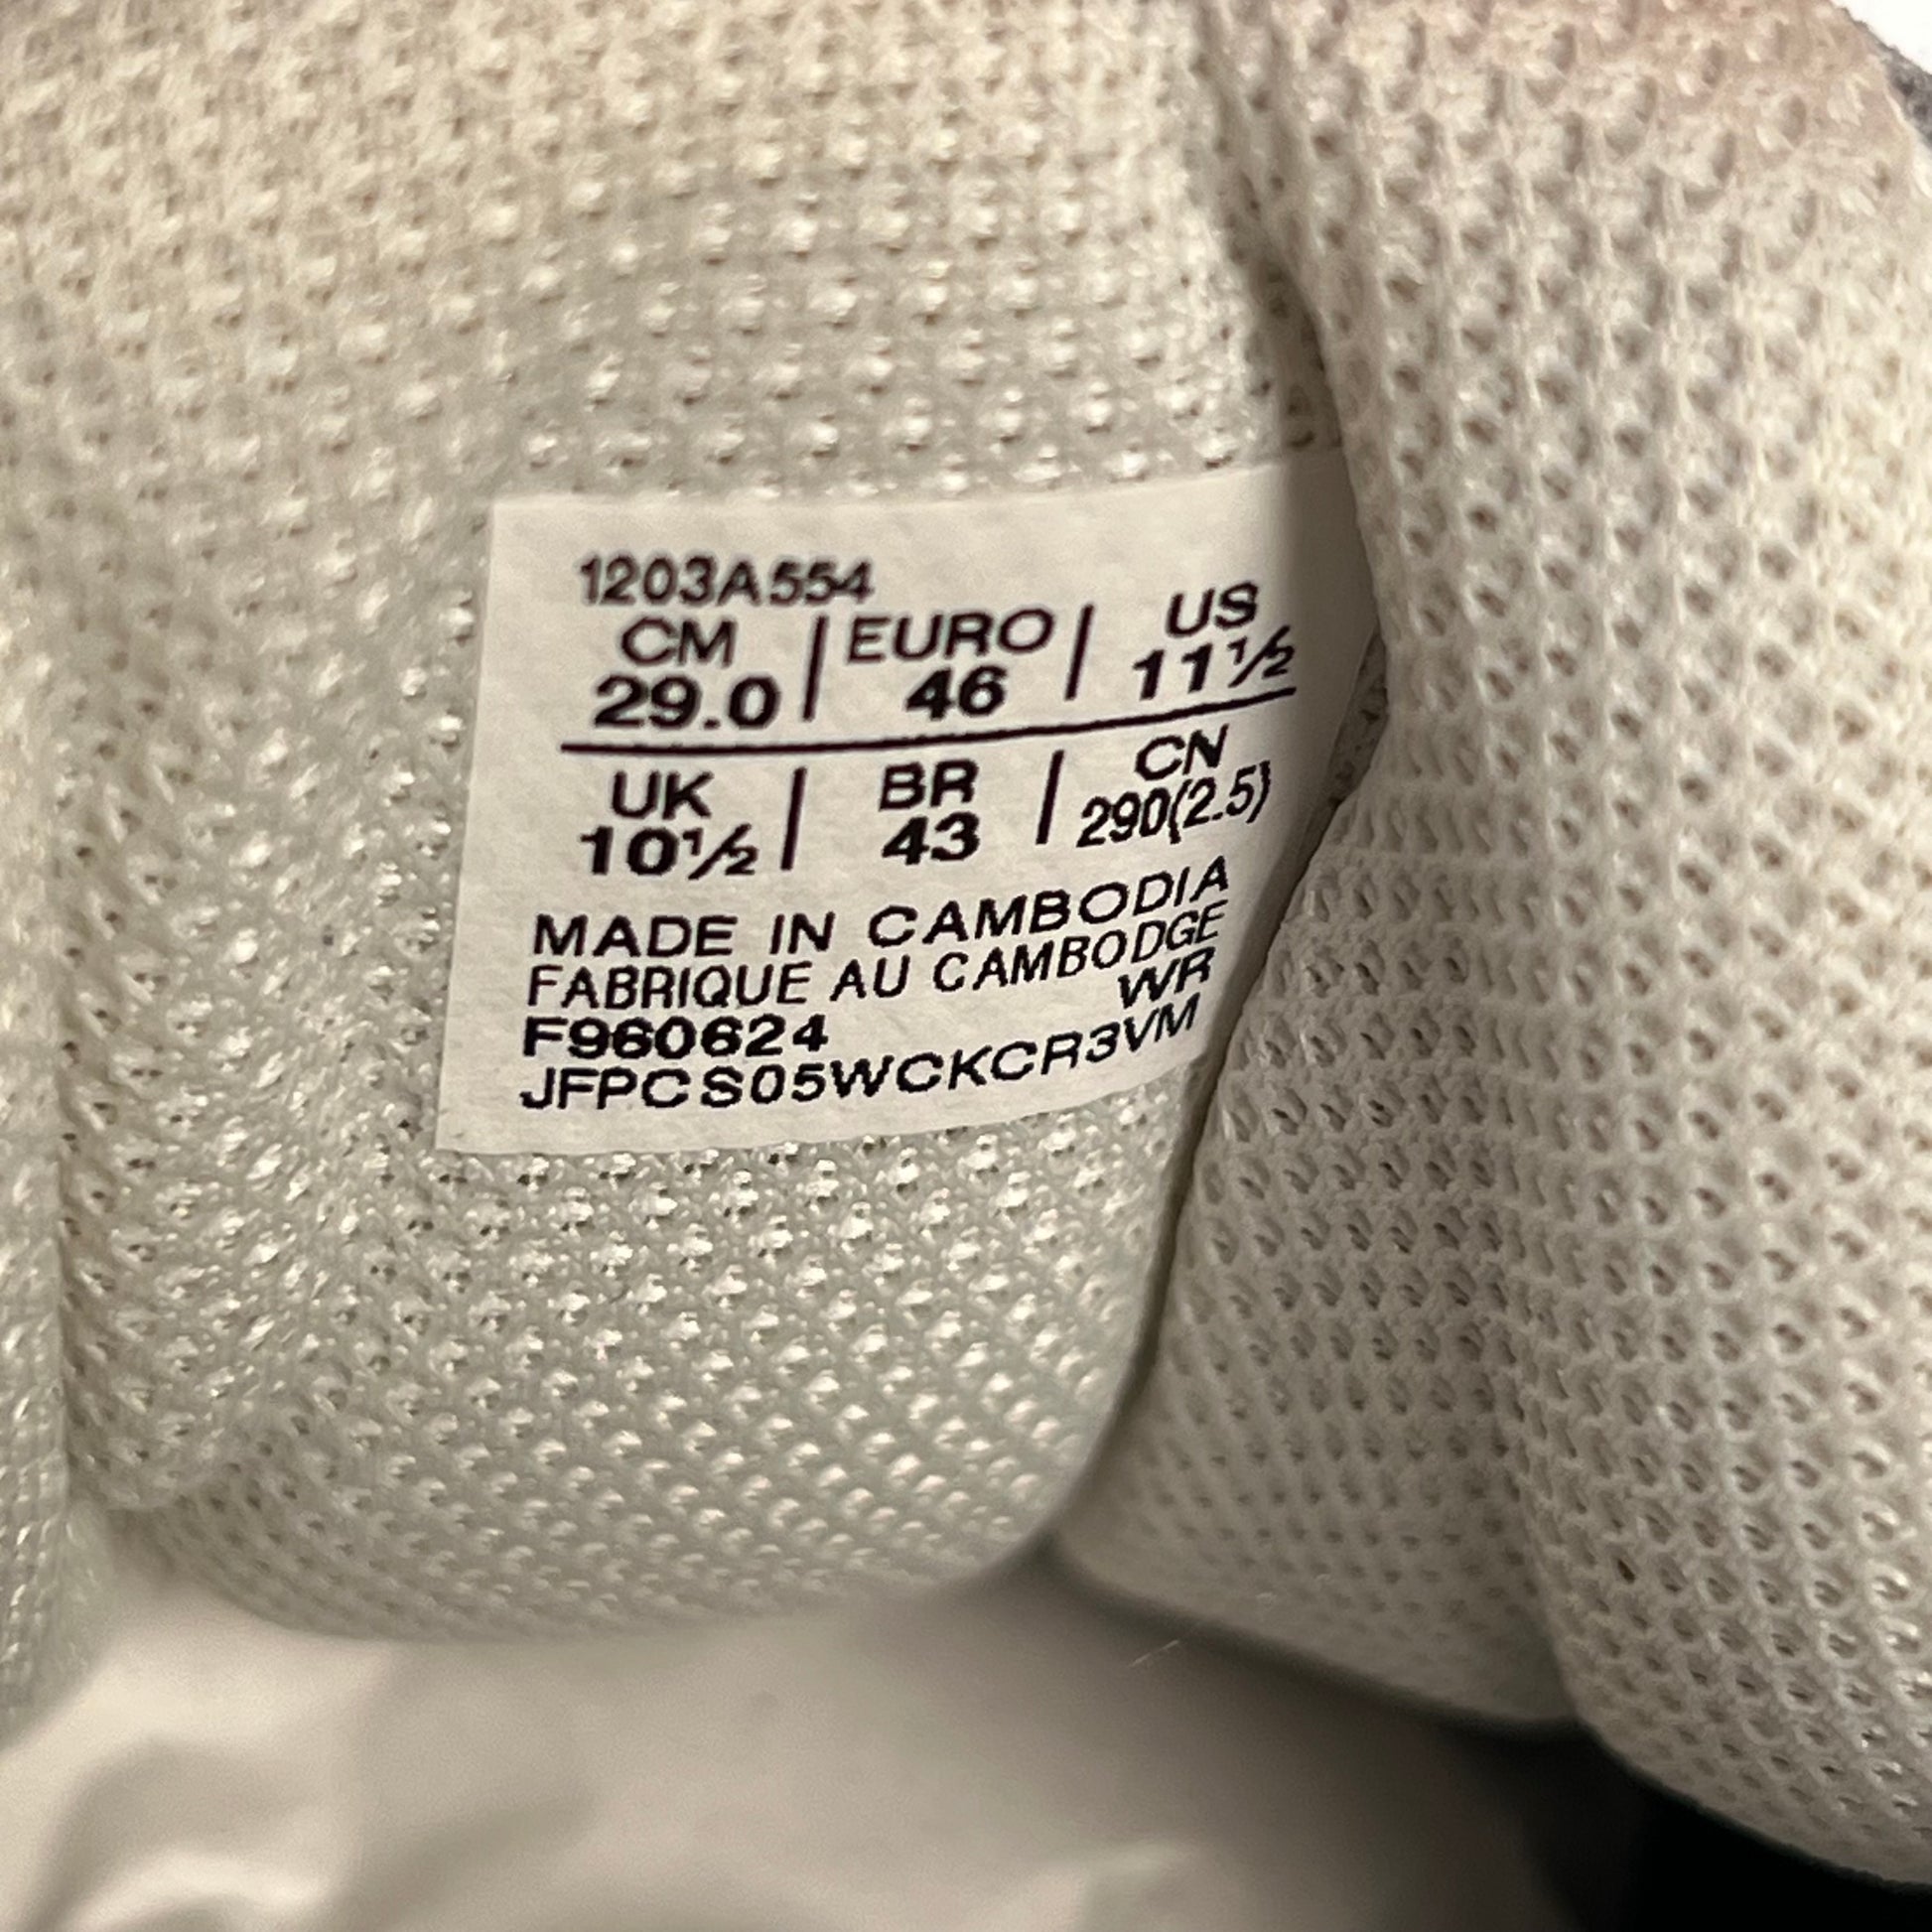 1203A554
CM | EURO | US
29.0 | 46 | 11½
UK | BR | CN
10½ | 43 | 290(2.5)
MADE IN CAMBODIA
FABRIQUE AU CAMBODGE
WR
F960624
JFPCS05WCKCR3VM